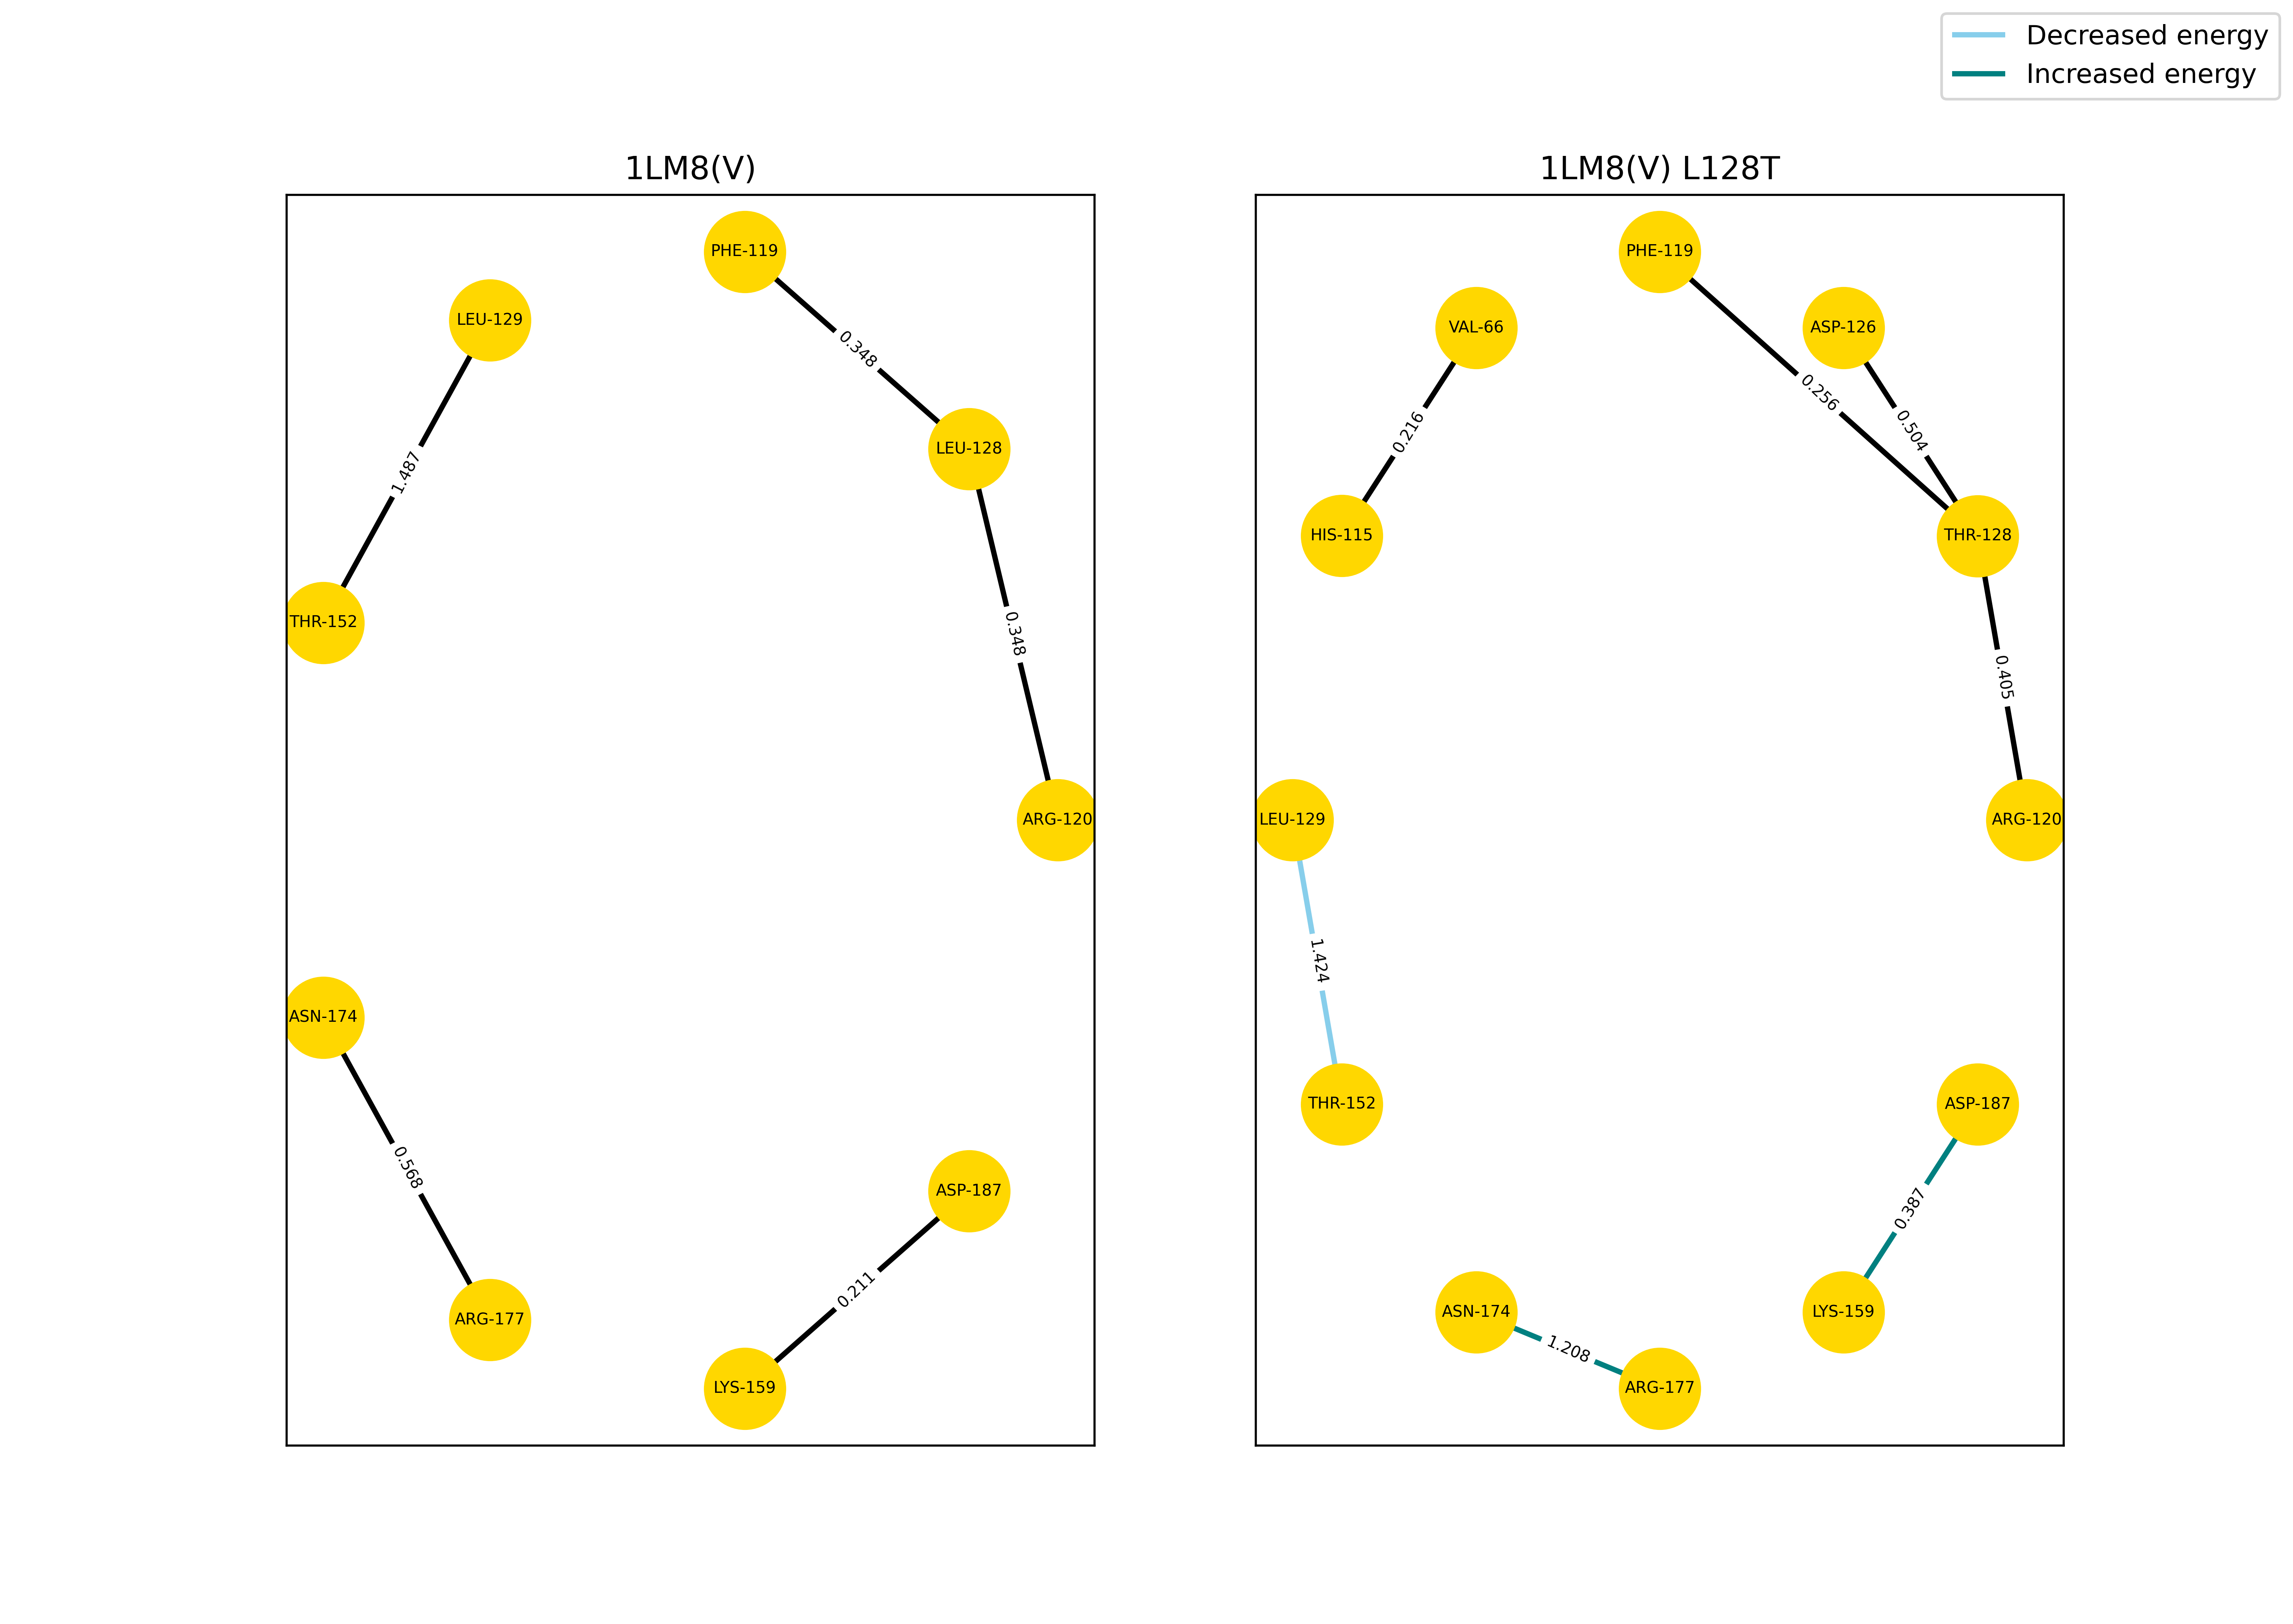 Decreased energy
Increased energy
1LM8(V)
PHE-119
LEU-129
0.348
LEU-128
1.487
THR-152
0.348
ARG-120
ASN-174
0.568
ASP-187
0.211
ARG-177
LYS-159
1LM8(V) L128T
PHE-119
VAL-66
ASP-126
0.256
0.216
0.504
HIS-115
THR-128
0.405
LEU-129
ARG-120
1.424
THR-152
ASP-187
0.387
ASN-174
LYS-159
1.208
ARG-177